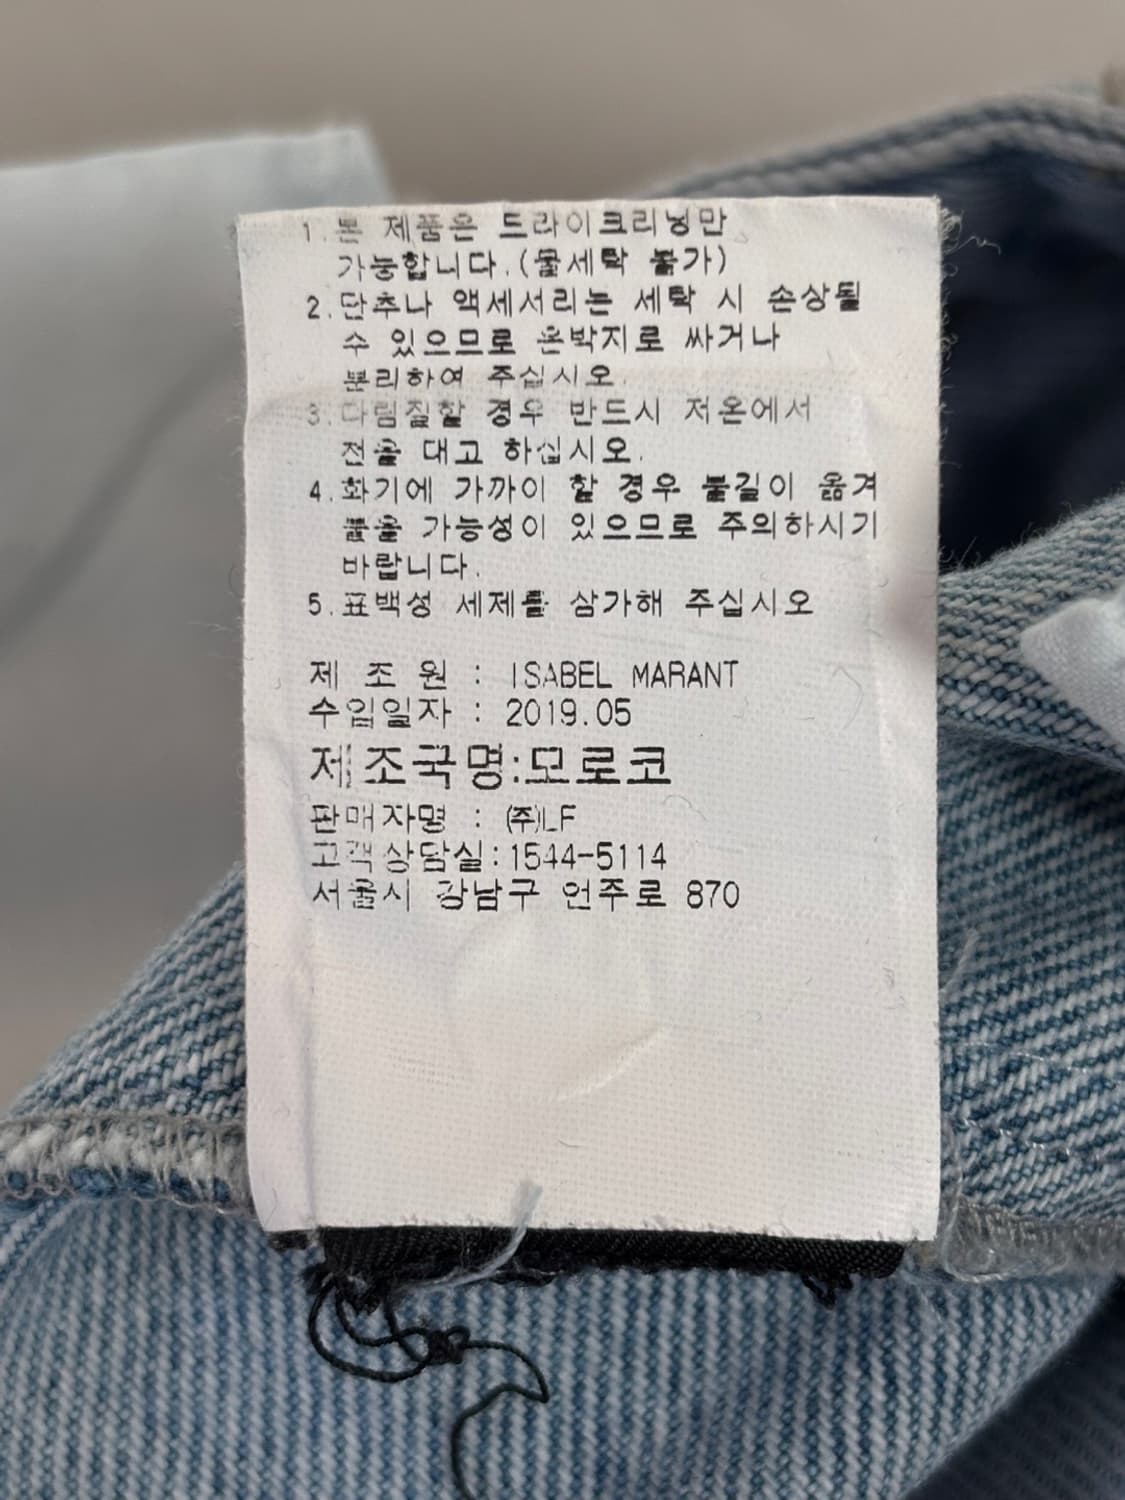 1.본 제품은 드라이크리닝만
가능합니다.(물세탁 불가)
2.단추나 액세서리는 세탁 시 손상될
수 있으므로 은박지로 싸거나
분리하여 주십시오.
3.다림질할 경우 반드시 저온에서
천을 대고 하십시오.
4.화기에 가까이 할 경우 불길이 옮겨
붙을 가능성이 있으므로 주의하시기
바랍니다.
5.표백성 세제를 삼가해 주십시오
제 조 원 : ISABEL MARANT
수입일자 : 2019.05
제조국명:모로코
판매자명 : (주)LF
고객상담실:1544-5114
서울시 강남구 언주로 870